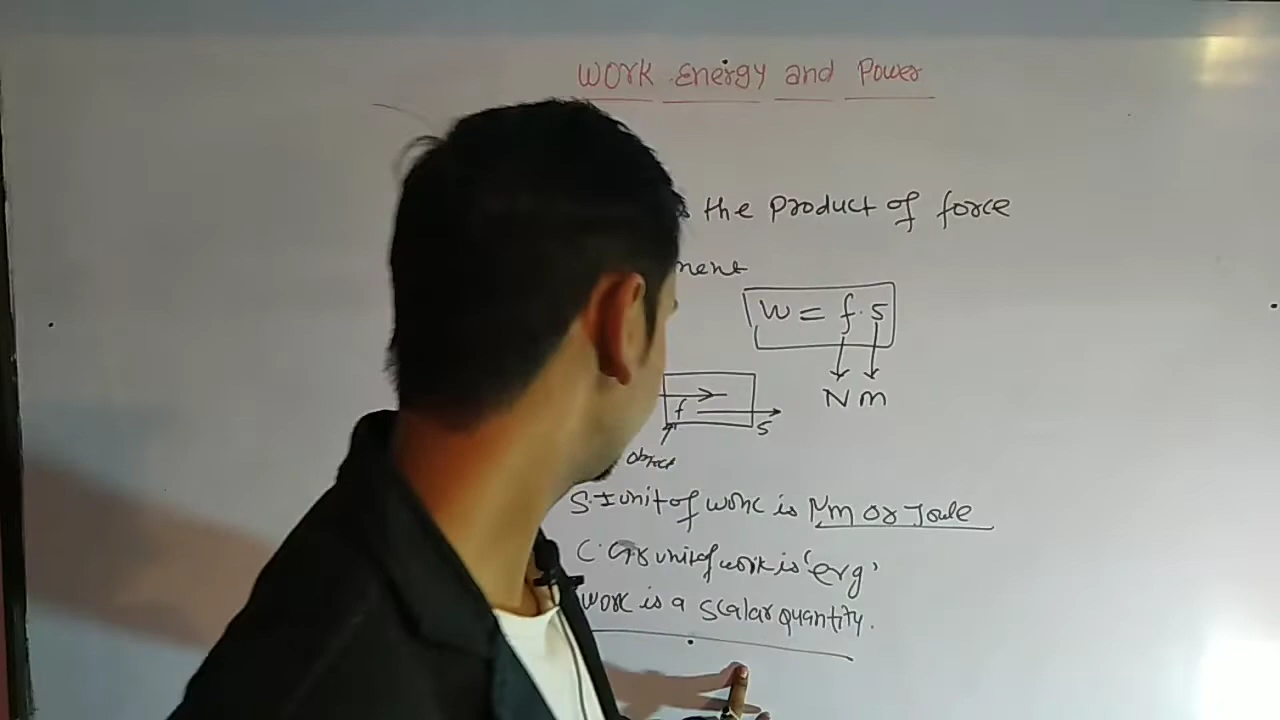 Work Energy and Power
the product of force
W = f.s
N m
f
s
object
S.I unit of work is Nm or Joule
C.G.S unit of work is 'erg'
Work is a scalar quantity.